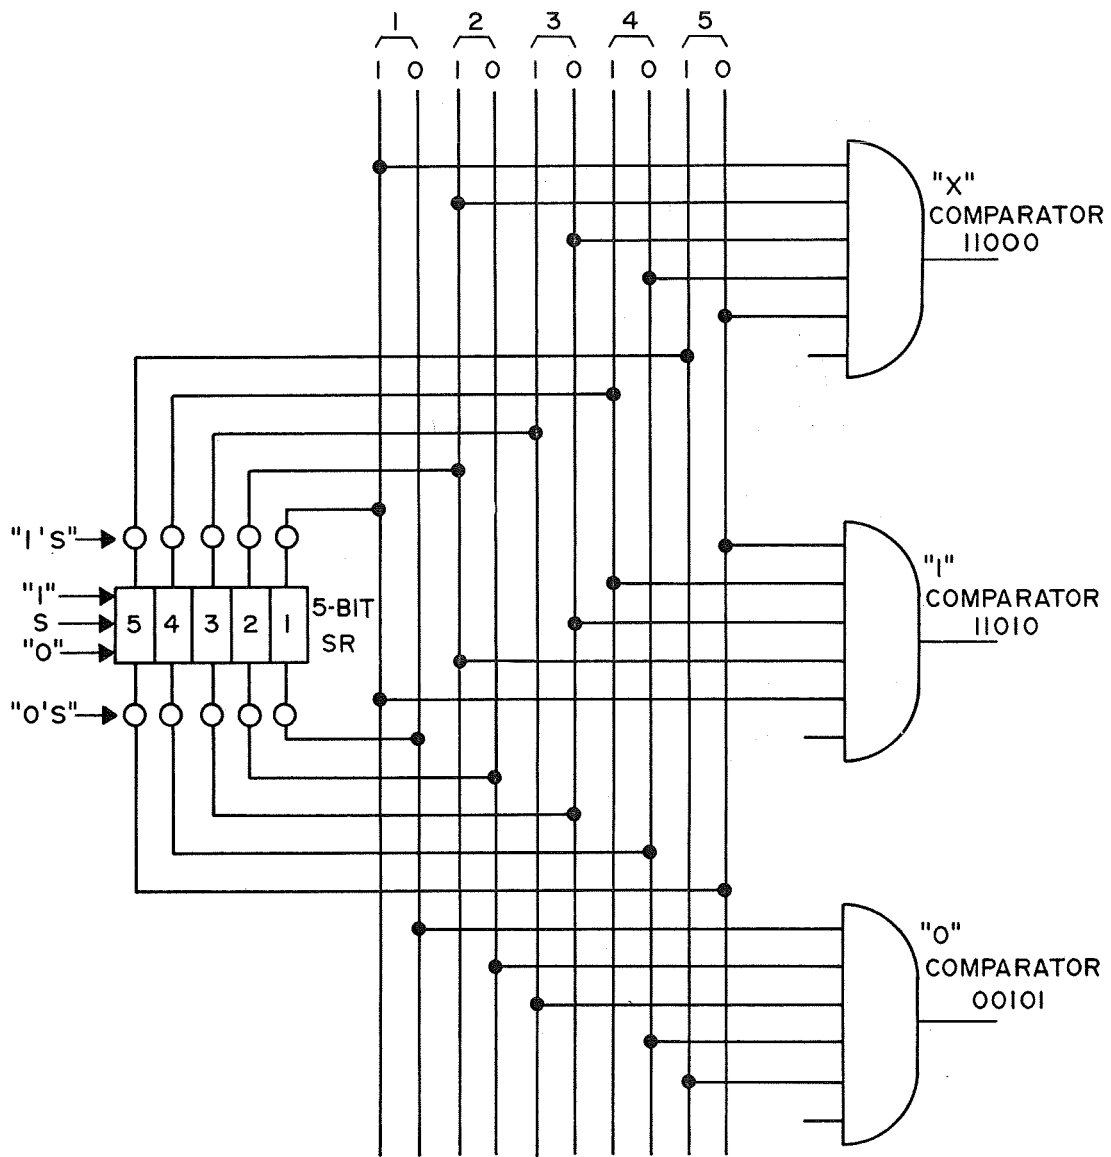 1 2 3 4 5
1 0 1 0 1 0 1 0 1 0
"X"
COMPARATOR
11000
"1'S"
"1"
S
"0"
5 4 3 2 1
5-BIT
SR
"0'S"
"1"
COMPARATOR
11010
"0"
COMPARATOR
00101